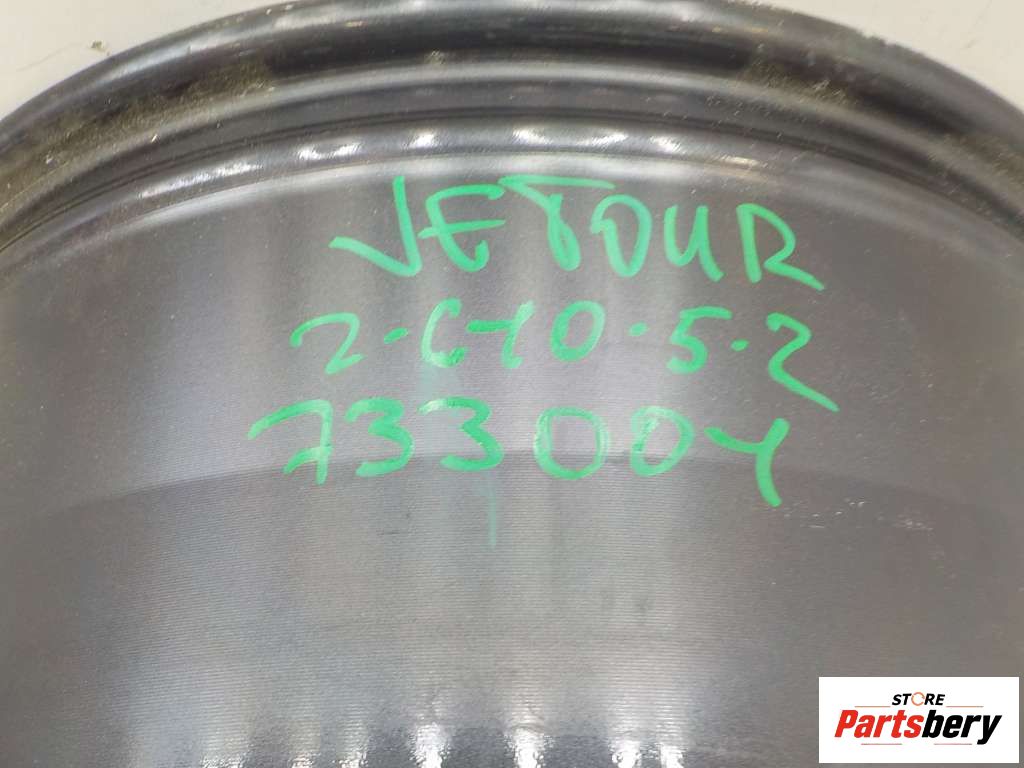 JETOUR
2-C10-5-2
733004
STORE
Partsbery